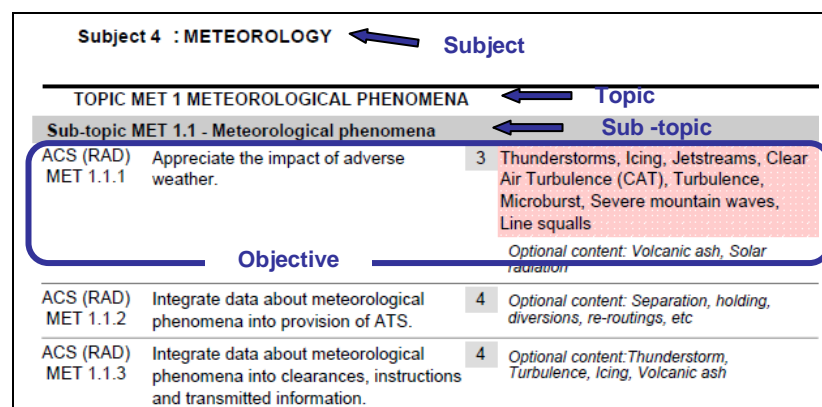 Subject 4 : METEOROLOGY
Subject
TOPIC MET 1 METEOROLOGICAL PHENOMENA
Topic
Sub-topic MET 1.1 - Meteorological phenomena
Sub -topic
ACS (RAD) Appreciate the impact of adverse 3 Thunderstorms, Icing, Jetstreams, Clear
MET 1.1.1 weather. Air Turbulence (CAT), Turbulence,
Microburst, Severe mountain waves,
Line squalls
Optional content: Volcanic ash, Solar
radiation
Objective
ACS (RAD) Integrate data about meteorological 4 Optional content: Separation, holding,
MET 1.1.2 phenomena into provision of ATS. diversions, re-routings, etc
ACS (RAD) Integrate data about meteorological 4 Optional content:Thunderstorm,
MET 1.1.3 phenomena into clearances, instructions Turbulence, Icing, Volcanic ash
and transmitted information.